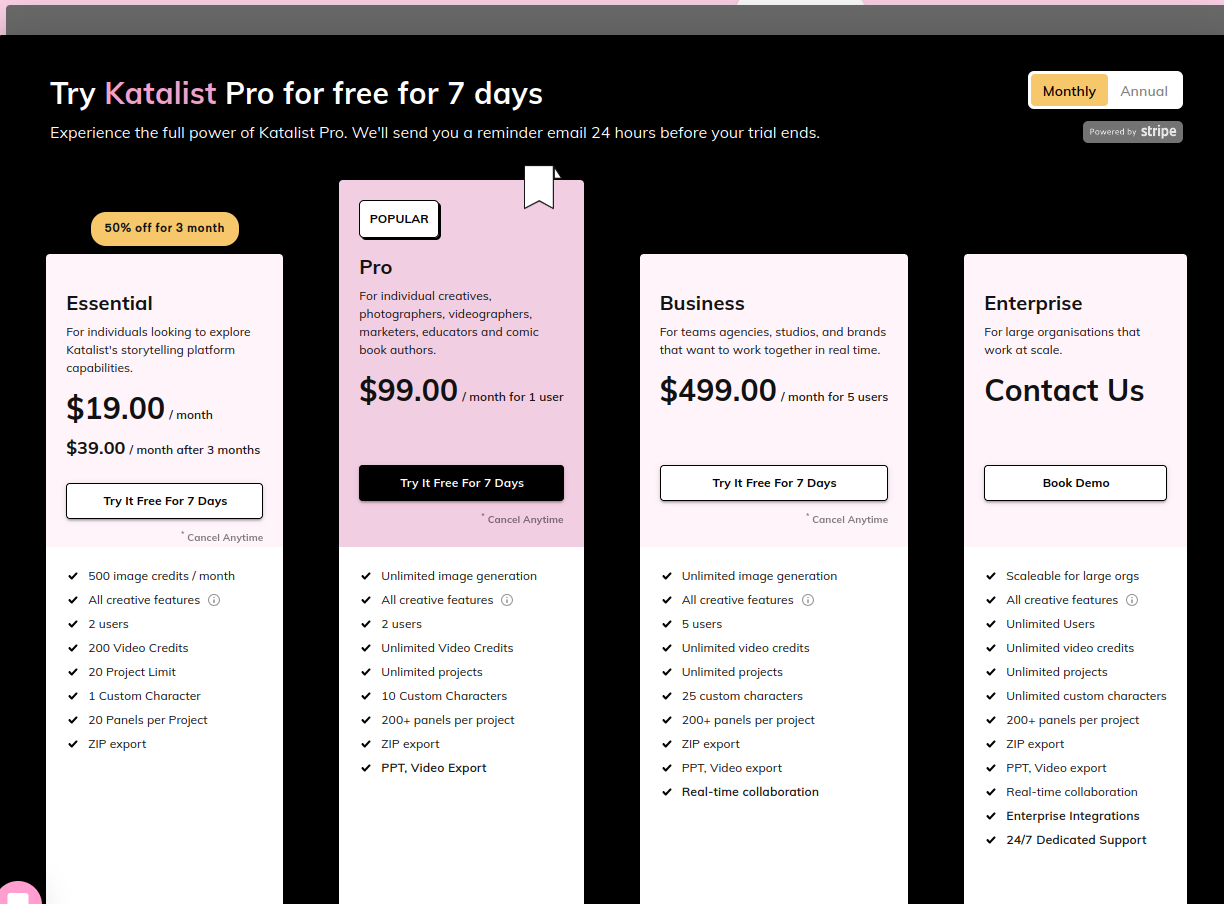 Try Katalist Pro for free for 7 days
Experience the full power of Katalist Pro. We'll send you a reminder email 24 hours before your trial ends.
Monthly
Annual
Powered by stripe
50% off for 3 month
Essential
For individuals looking to explore
Katalist's storytelling platform
capabilities.
$19.00 / month
$39.00 / month after 3 months
Try It Free For 7 Days
* Cancel Anytime
500 image credits / month
All creative features
2 users
200 Video Credits
20 Project Limit
1 Custom Character
20 Panels per Project
ZIP export
POPULAR
Pro
For individual creatives,
photographers, videographers,
marketers, educators and comic
book authors.
$99.00 / month for 1 user
Try It Free For 7 Days
* Cancel Anytime
Unlimited image generation
All creative features
2 users
Unlimited Video Credits
Unlimited projects
10 Custom Characters
200+ panels per project
ZIP export
PPT, Video Export
Business
For teams agencies, studios, and brands
that want to work together in real time.
$499.00 / month for 5 users
Try It Free For 7 Days
* Cancel Anytime
Unlimited image generation
All creative features
5 users
Unlimited video credits
Unlimited projects
25 custom characters
200+ panels per project
ZIP export
PPT, Video export
Real-time collaboration
Enterprise
For large organisations that
work at scale.
Contact Us
Book Demo
Scaleable for large orgs
All creative features
Unlimited Users
Unlimited video credits
Unlimited projects
Unlimited custom characters
200+ panels per project
ZIP export
PPT, Video export
Real-time collaboration
Enterprise Integrations
24/7 Dedicated Support